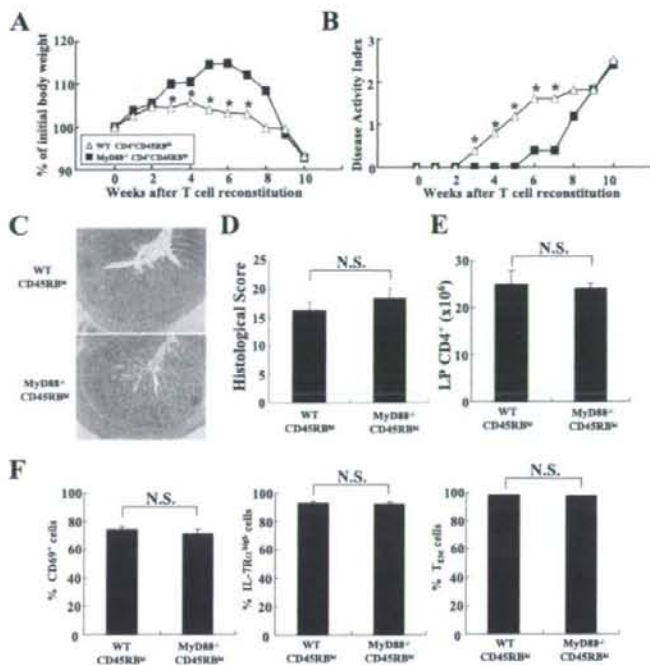 A
% of initial body weight
120
110
100
90
△ WT CD4⁺CD45RBʰⁱ
■ MyD88⁻/⁻ CD4⁺CD45RBʰⁱ
0 2 4 6 8 10
Weeks after T cell reconstitution
B
Disease Activity Index
3
2
1
0
* * * * *
0 2 4 6 8 10
Weeks after T cell reconstitution
C
WT
CD45RBʰⁱ
MyD88⁻/⁻
CD45RBʰⁱ
D
Histological Score
25
20
15
10
5
0
N.S.
WT
CD45RBʰⁱ
MyD88⁻/⁻
CD45RBʰⁱ
E
LP CD4⁺ (x10⁶)
30
20
10
0
N.S.
WT
CD45RBʰⁱ
MyD88⁻/⁻
CD45RBʰⁱ
F
% CD69⁺ cells
100
80
60
40
20
0
N.S.
WT
CD45RBʰⁱ
MyD88⁻/⁻
CD45RBʰⁱ
% IL-7Rαʰⁱᵍʰ cells
100
80
60
40
20
0
N.S.
WT
CD45RBʰⁱ
MyD88⁻/⁻
CD45RBʰⁱ
% T_EM cells
100
80
60
40
20
0
N.S.
WT
CD45RBʰⁱ
MyD88⁻/⁻
CD45RBʰⁱ